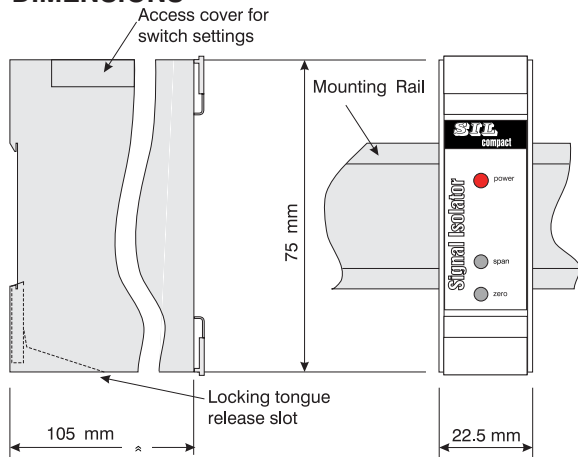 DIMENSIONS
Access cover for
switch settings
Mounting Rail
SIL
compact
power
Signal Isolator
span
zero
75 mm
Locking tongue
release slot
105 mm
22.5 mm